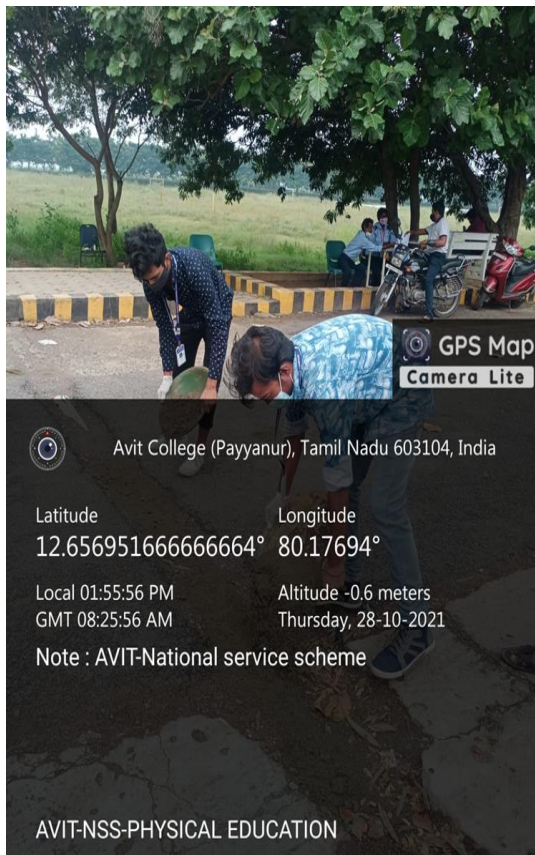 GPS Map
Camera Lite
Avit College (Payyanur), Tamil Nadu 603104, India
Latitude
12.656951666666664°
Longitude
80.17694°
Local 01:55:56 PM
GMT 08:25:56 AM
Altitude -0.6 meters
Thursday, 28-10-2021
Note : AVIT-National service scheme
AVIT-NSS-PHYSICAL EDUCATION